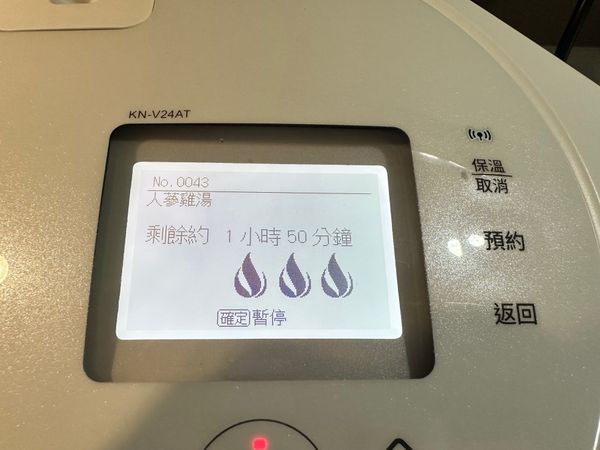 KN-V24AT
No.0043
人蔘雞湯
剩餘約 1 小時 50 分鐘
確定 暫停
保溫
取消
預約
返回